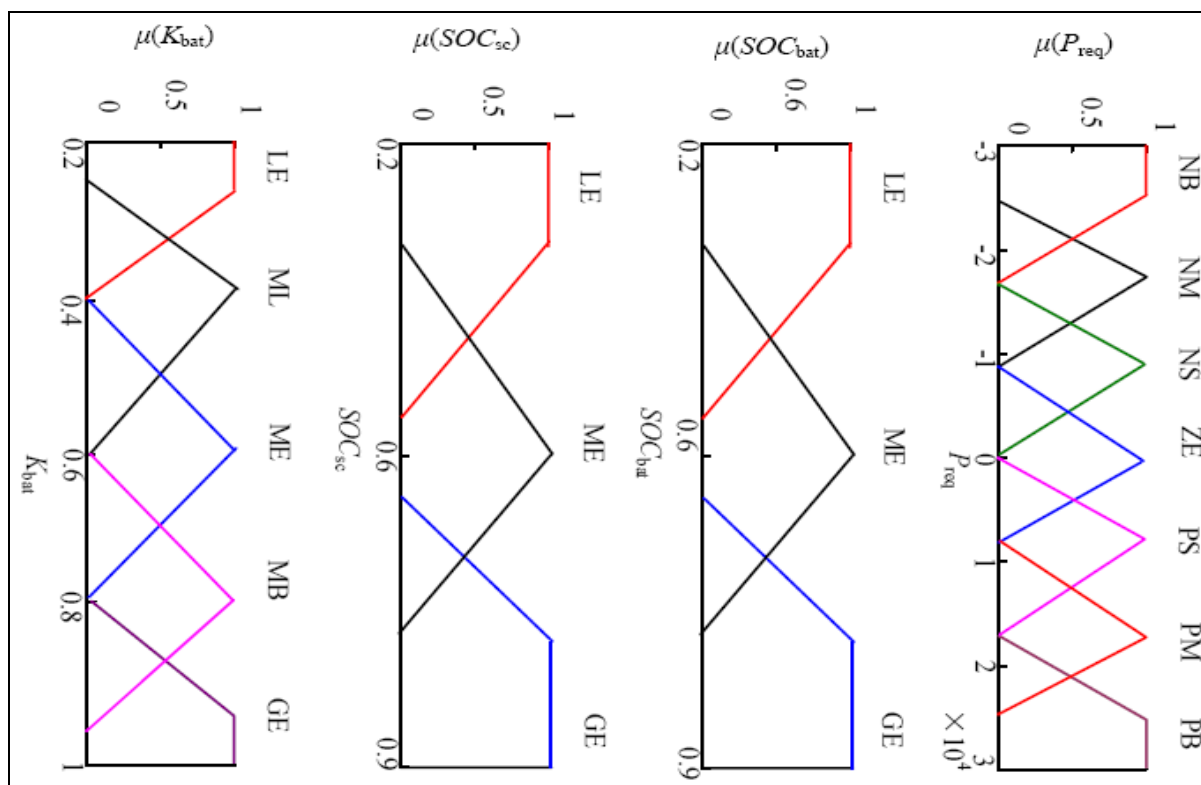 μ(P_req)
NB NM NS ZE PS PM PB
1
0.5
0
-3 -2 -1 0 1 2 3
P_req
×10⁴
μ(SOC_bat)
LE ME GE
1
0.6
0
0.2 0.6 0.9
SOC_bat
μ(SOC_sc)
LE ME GE
1
0.5
0
0.2 0.6 0.9
SOC_sc
μ(K_bat)
LE ML ME MB GE
1
0.5
0
0.2 0.4 0.6 0.8 1
K_bat